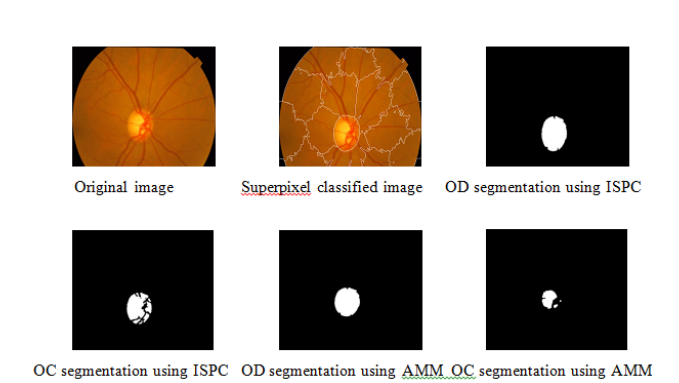 Original image
Superpixel classified image
OD segmentation using ISPC
OC segmentation using ISPC
OD segmentation using AMM
OC segmentation using AMM